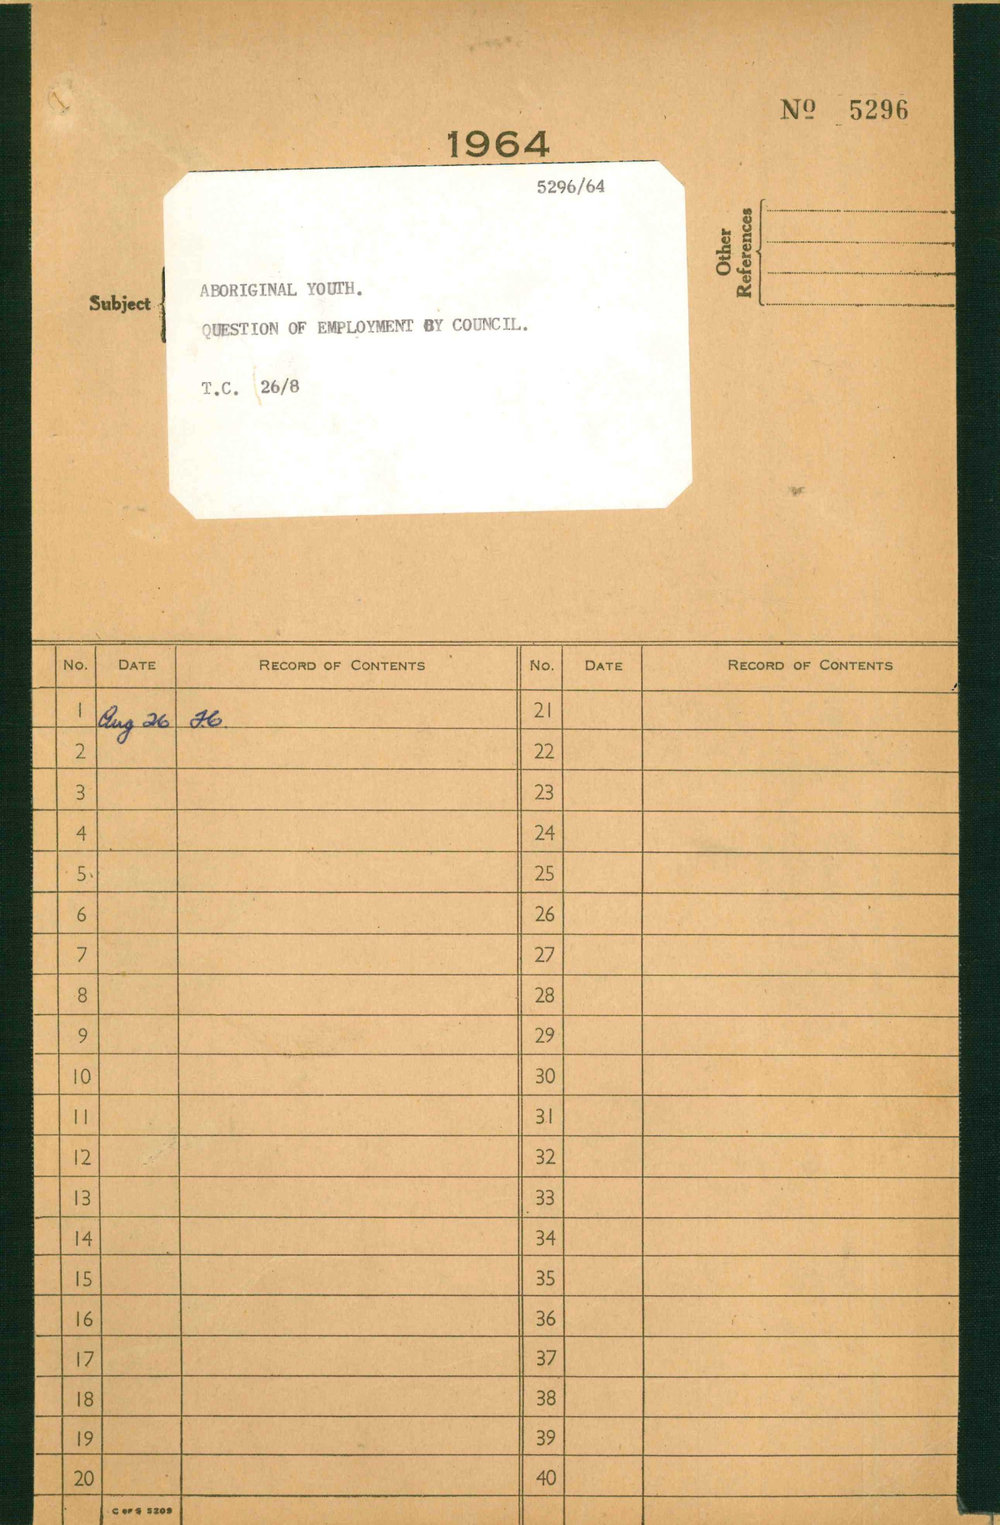 Nº 5296
1964
5296/64
Other
References
Subject
ABORIGINAL YOUTH.
QUESTION OF EMPLOYMENT BY COUNCIL.
T.C. 26/8
No. DATE RECORD OF CONTENTS No. DATE RECORD OF CONTENTS
1 Aug 26 21
2 22
3 23
4 24
5 25
6 26
7 27
8 28
9 29
10 30
11 31
12 32
13 33
14 34
15 35
16 36
17 37
18 38
19 39
20 40
C OF S 5209